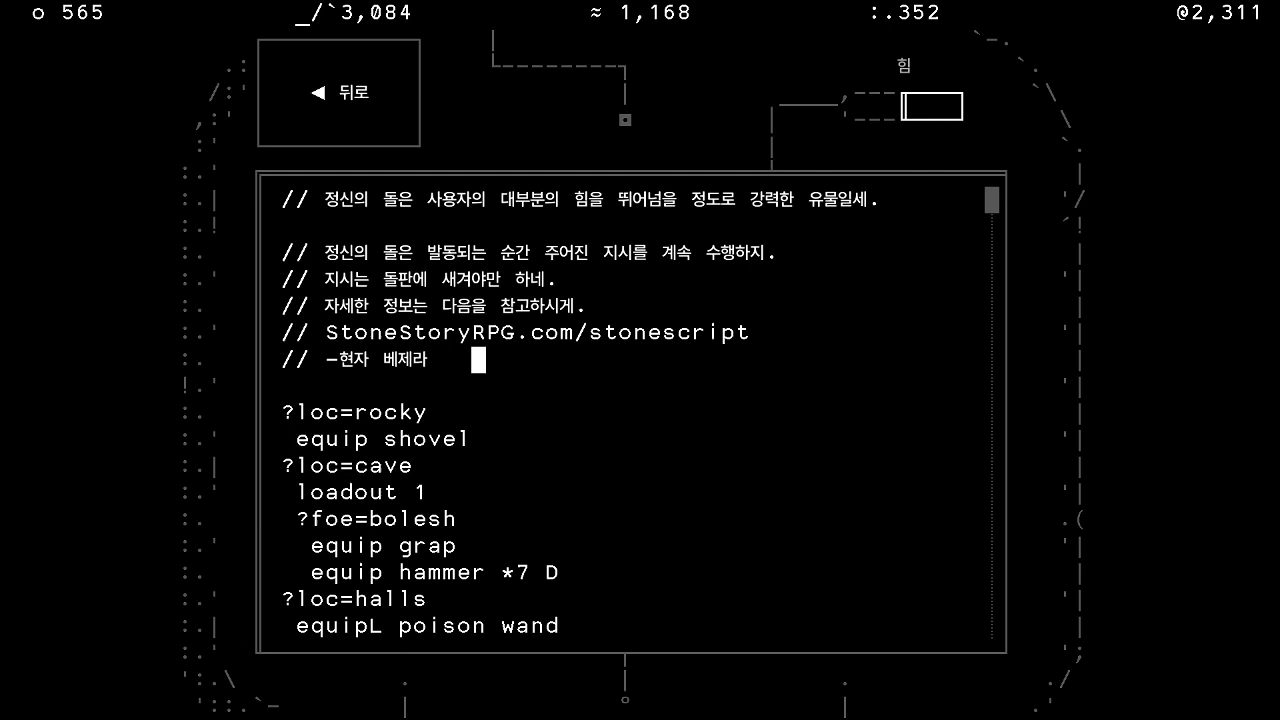 o 565
_/`3,084
≈ 1,168
:.352
@2,311
◀ 뒤로
힘
// 정신의 돌은 사용자의 대부분의 힘을 뛰어넘을 정도로 강력한 유물일세.
// 정신의 돌은 발동되는 순간 주어진 지시를 계속 수행하지.
// 지시는 돌판에 새겨야만 하네.
// 자세한 정보는 다음을 참고하시게.
// StoneStoryRPG.com/stonescript
// -현자 베제라
?loc=rocky
equip shovel
?loc=cave
loadout 1
?foe=bolesh
equip grap
equip hammer *7 D
?loc=halls
equipL poison wand